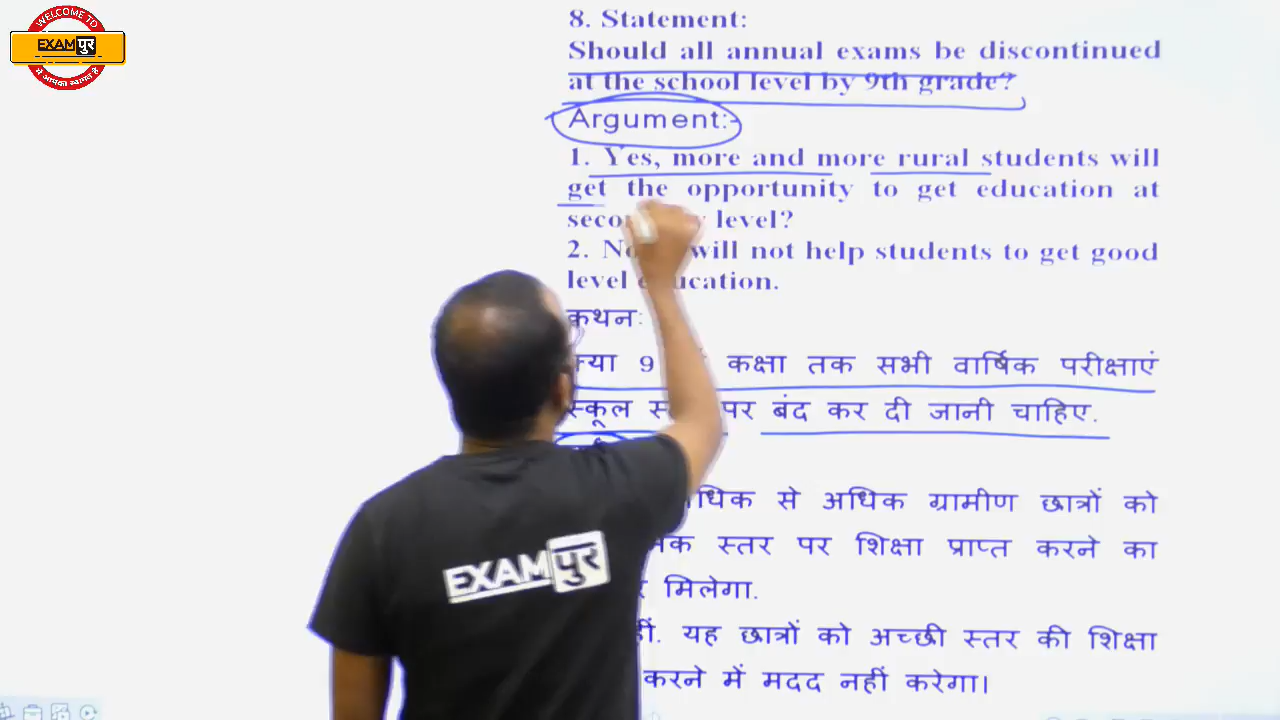 WELCOME TO
EXAMपुर
में आपका स्वागत है
8. Statement:
Should all annual exams be discontinued
at the school level by 9th grade?
Argument:-
1. Yes, more and more rural students will
get the opportunity to get education at
level?
2. will not help students to get good
level education.
कथन:
क्या 9 कक्षा तक सभी वार्षिक परीक्षाएं
स्कूल पर बंद कर दी जानी चाहिए.
से अधिक ग्रामीण छात्रों को
स्तर पर शिक्षा प्राप्त करने का
मिलेगा.
यह छात्रों को अच्छी स्तर की शिक्षा
करने में मदद नहीं करेगा।
EXAMपुर